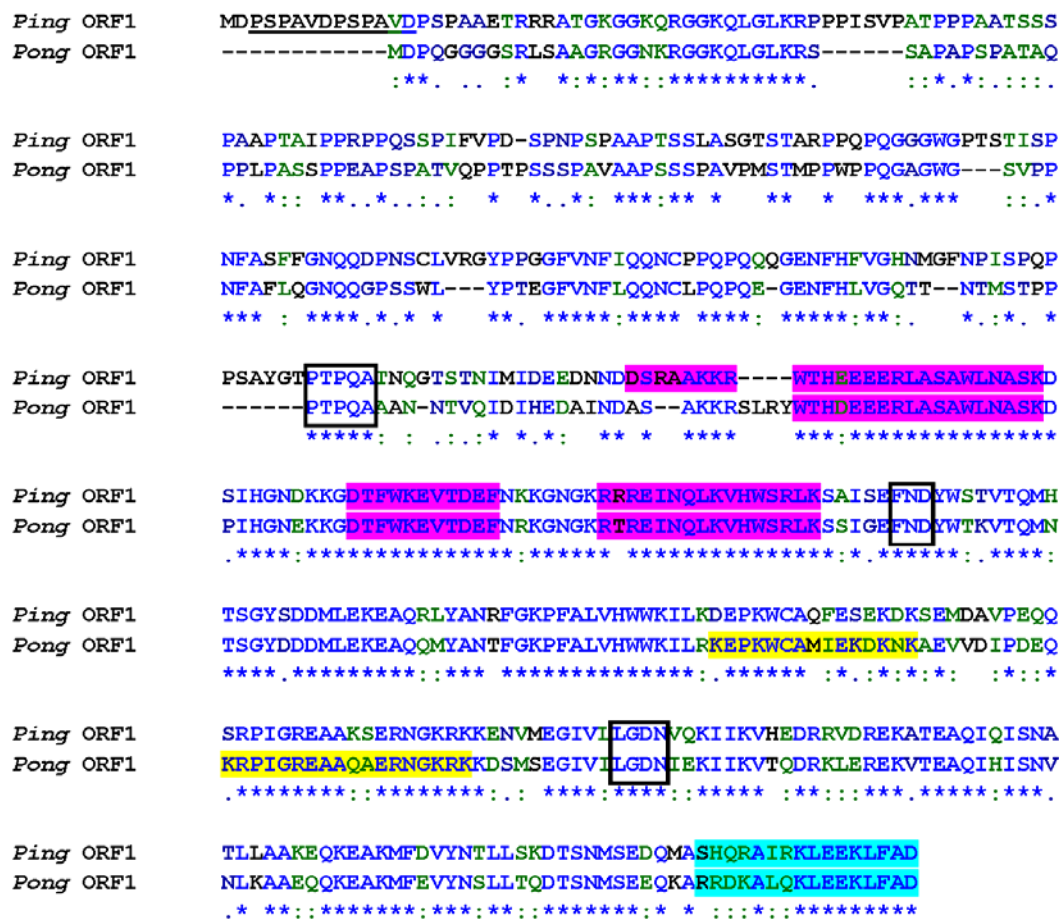 Ping ORF1 MDPSPAVDPSPAVDPSPAAETRRRATGKGGKQRGGKQLGLKRPPPISVPATPPPAATSSS
Pong ORF1 ------------MDPQGGGGSRLSAAGRGGNKRGGKQLGLKRS------SAPAPSPATAQ
:**. .. :* *:*:**::**********. ::*.*.:::: .
Ping ORF1 PAAPTAIPPRPPQSSPIFVPD-SPNPSPAAPTSSLASGTSTARPPQPQGGGWGPTSTISP
Pong ORF1 PPLPASSPPEAPSPATVQPPTPSSSPAVAAPSSSPAVPMSTMPPWPPQGAGWG---SVPP
*. *:: **..*..:.: * *..*: ***:** * ** * ***.*** ::.*
Ping ORF1 NFASFFGNQQDPNSCLVRGYPPGGFVNFIQQNCPPQPQQQGENFHFVGHNMGFNPISPQP
Pong ORF1 NFAFLQGNQQGPSSWL---YPTEGFVNFLQQNCLPQPQE-GENFHLVGQTT--NTMSTPP
*** : ****.*.* * **. *****:**** ****: *****:**:. *.:*. *
Ping ORF1 PSAYGTPTPQATNQGTSTNIMIDEEDNNDDSRAAKKR----WTHEEEERLASAWLNASKD
Pong ORF1 ------PTPQAAAN-NTVQIDIHEDAINDAS--AKKRSLRYWTHDEEERLASAWLNASKD
*****: : .:.:* *.*: ** * **** ***:***************
Ping ORF1 SIHGNDKKGDTFWKEVTDEFNKKGNGKRRREINQLKVHWSRLKSAISEFNDYWSTVTQMH
Pong ORF1 PIHGNEKKGDTFWKEVTDEFNRKGNGKRTREINQLKVHWSRLKSSIGEFNDYWTKVTQMN
.****:***************:****** **************:*.******:.****:
Ping ORF1 TSGYSDDMLEKEAQRLYANRFGKPFALVHWWKILKDEPKWCAQFESEKDKSEMDAVPEQQ
Pong ORF1 TSGYDDDMLEKEAQQMYANTFGKPFALVHWWKILRKEPKWCAMIEKDKNKAEVVDIPDEQ
****.*********::*** **************:.****** :*.:*:*:*: :*::*
Ping ORF1 SRPIGREAAKSERNGKRKKENVMEGIVLLGDNVQKIIKVHEDRRVDREKATEAQIQISNA
Pong ORF1 KRPIGREAAQAERNGKRKKDSMSEGIVILGDNIEKIIKVTQDRKLEREKVTEAQIHISNV
.********::********:.: ****:****::***** :**:::***.*****:***.
Ping ORF1 TLLAAKEQKEAKMFDVYNTLLSKDTSNMSEDQMASHQRAIRKLEEKLFAD
Pong ORF1 NLKAAEQQKEAKMFEVYNSLLTQDTSNMSEEQKARRDKALQKLEEKLFAD
.* **::*******:***:**::*******:* * :::*::*********